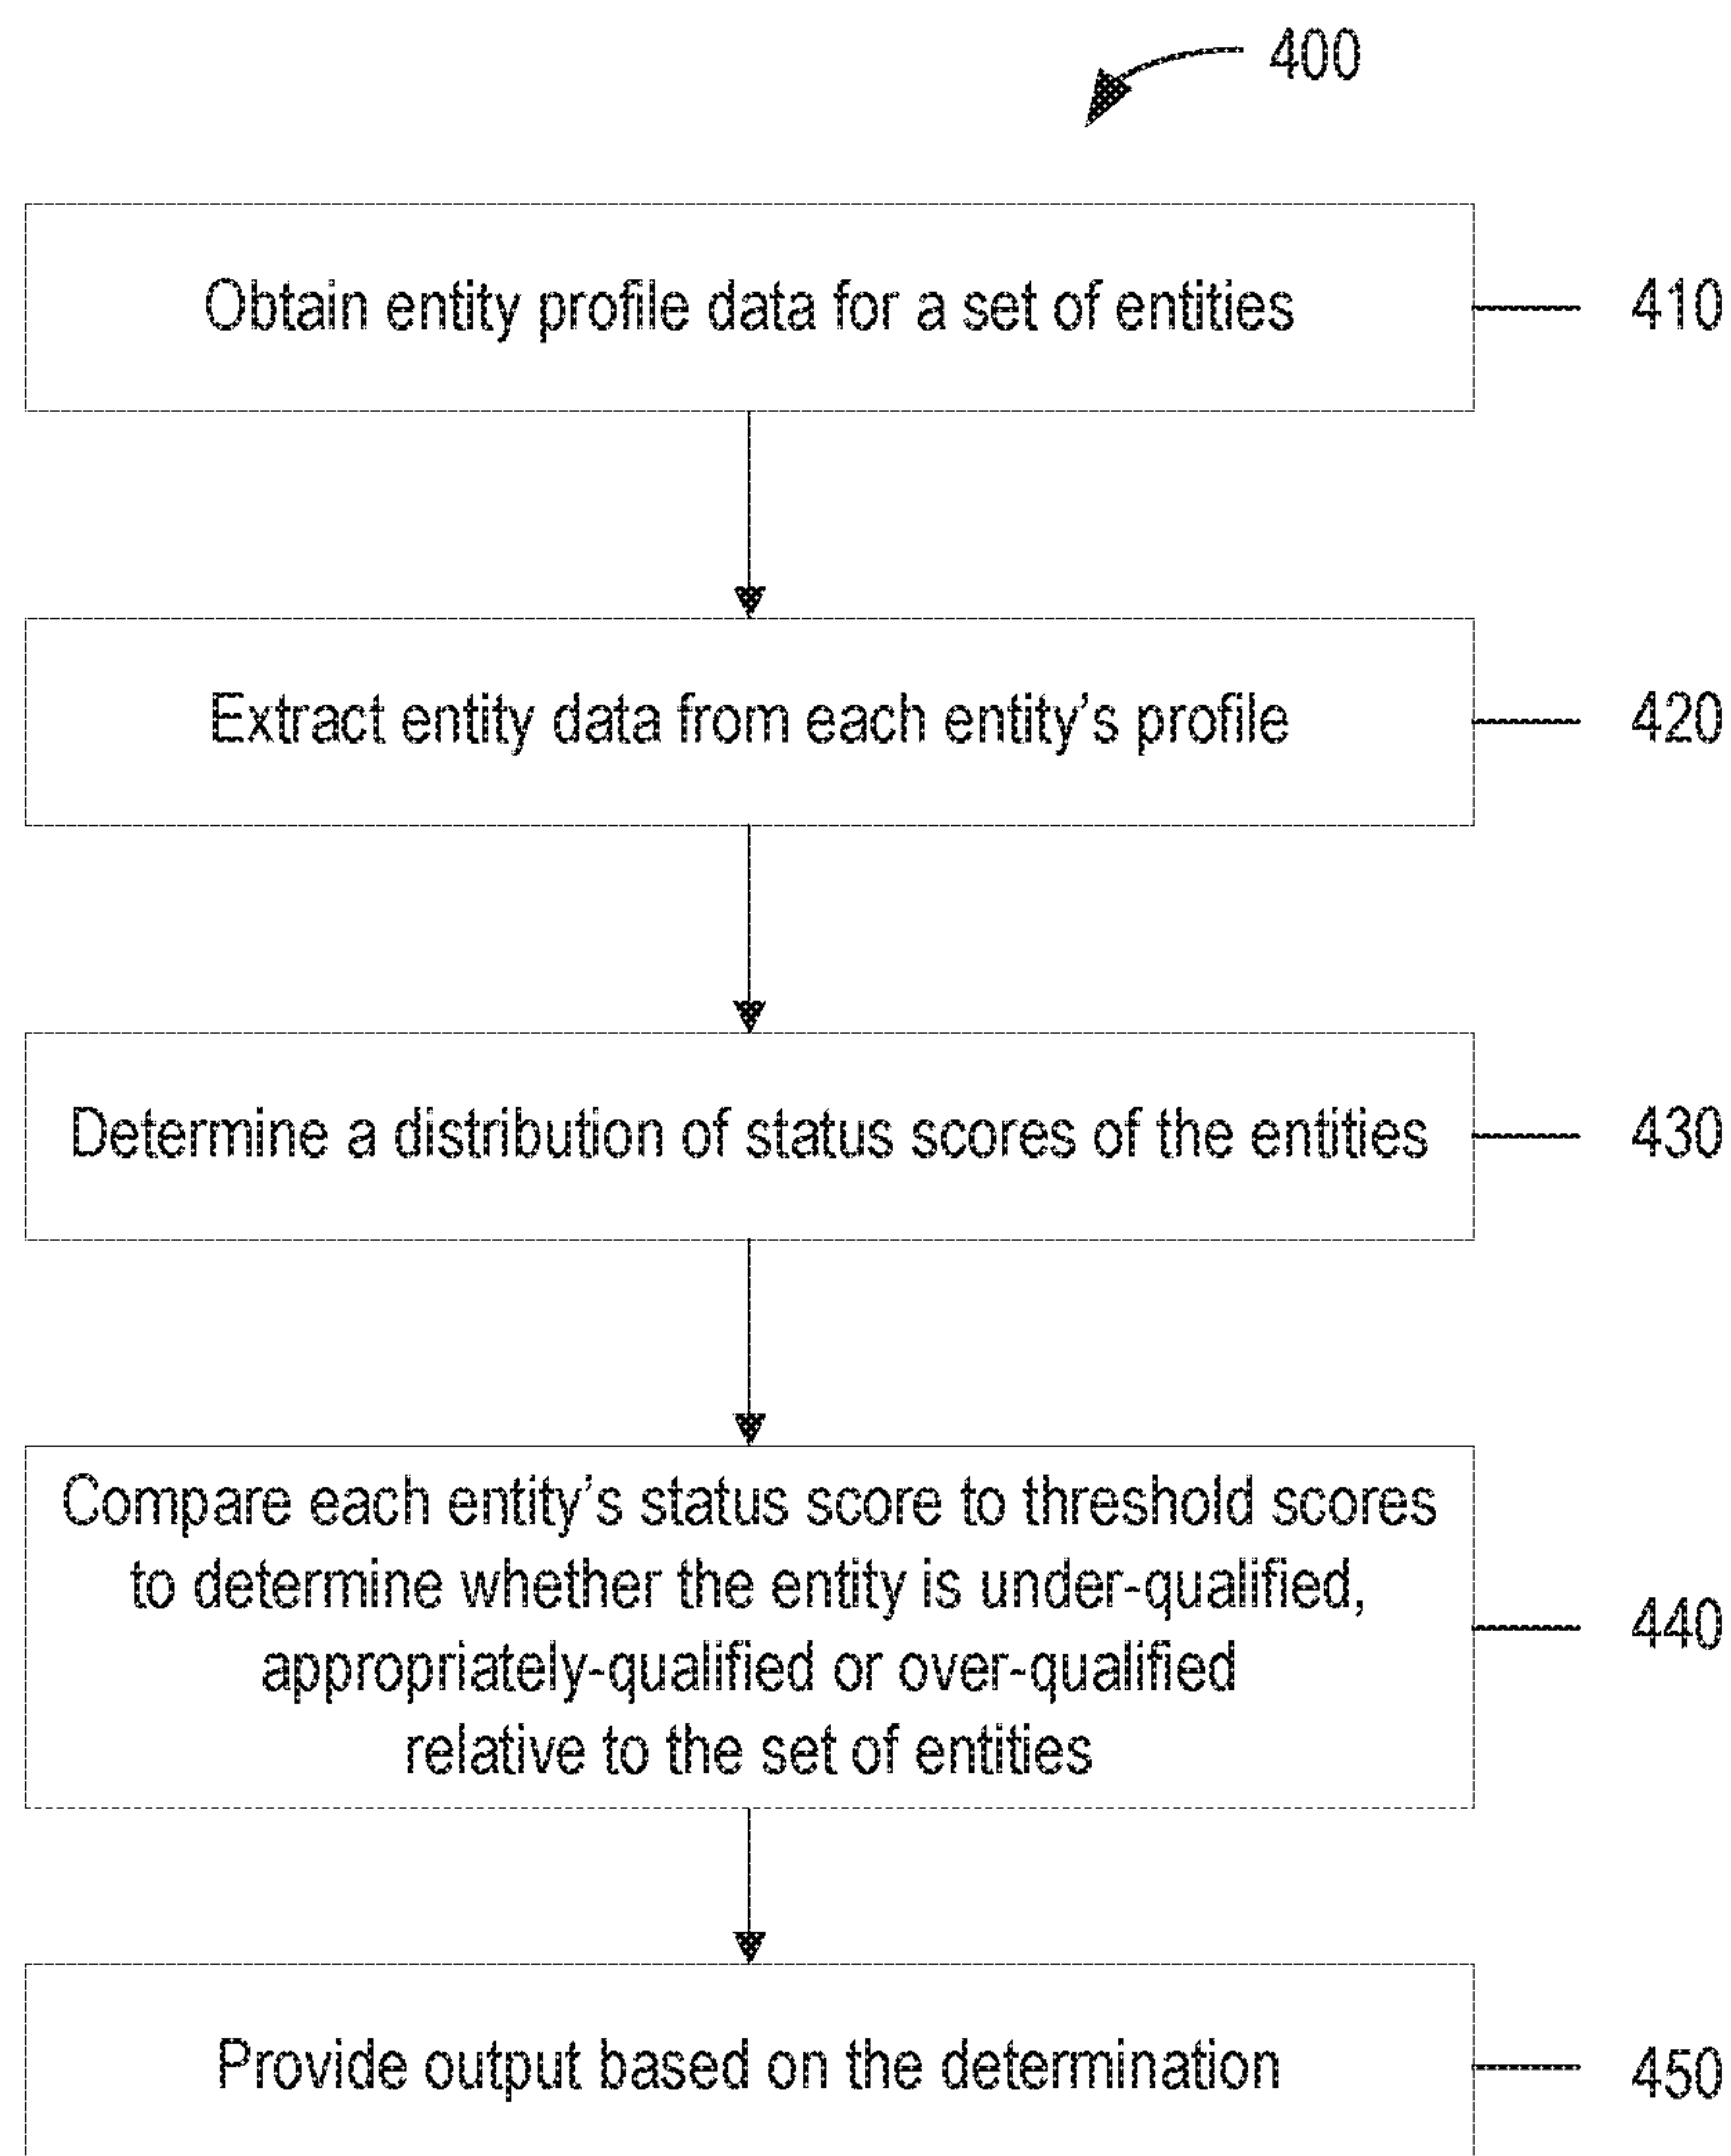 400
Obtain entity profile data for a set of entities
410
Extract entity data from each entity's profile
420
Determine a distribution of status scores of the entities
430
Compare each entity's status score to threshold scores
to determine whether the entity is under-qualified,
appropriately-qualified or over-qualified
relative to the set of entities
440
Provide output based on the determination
450